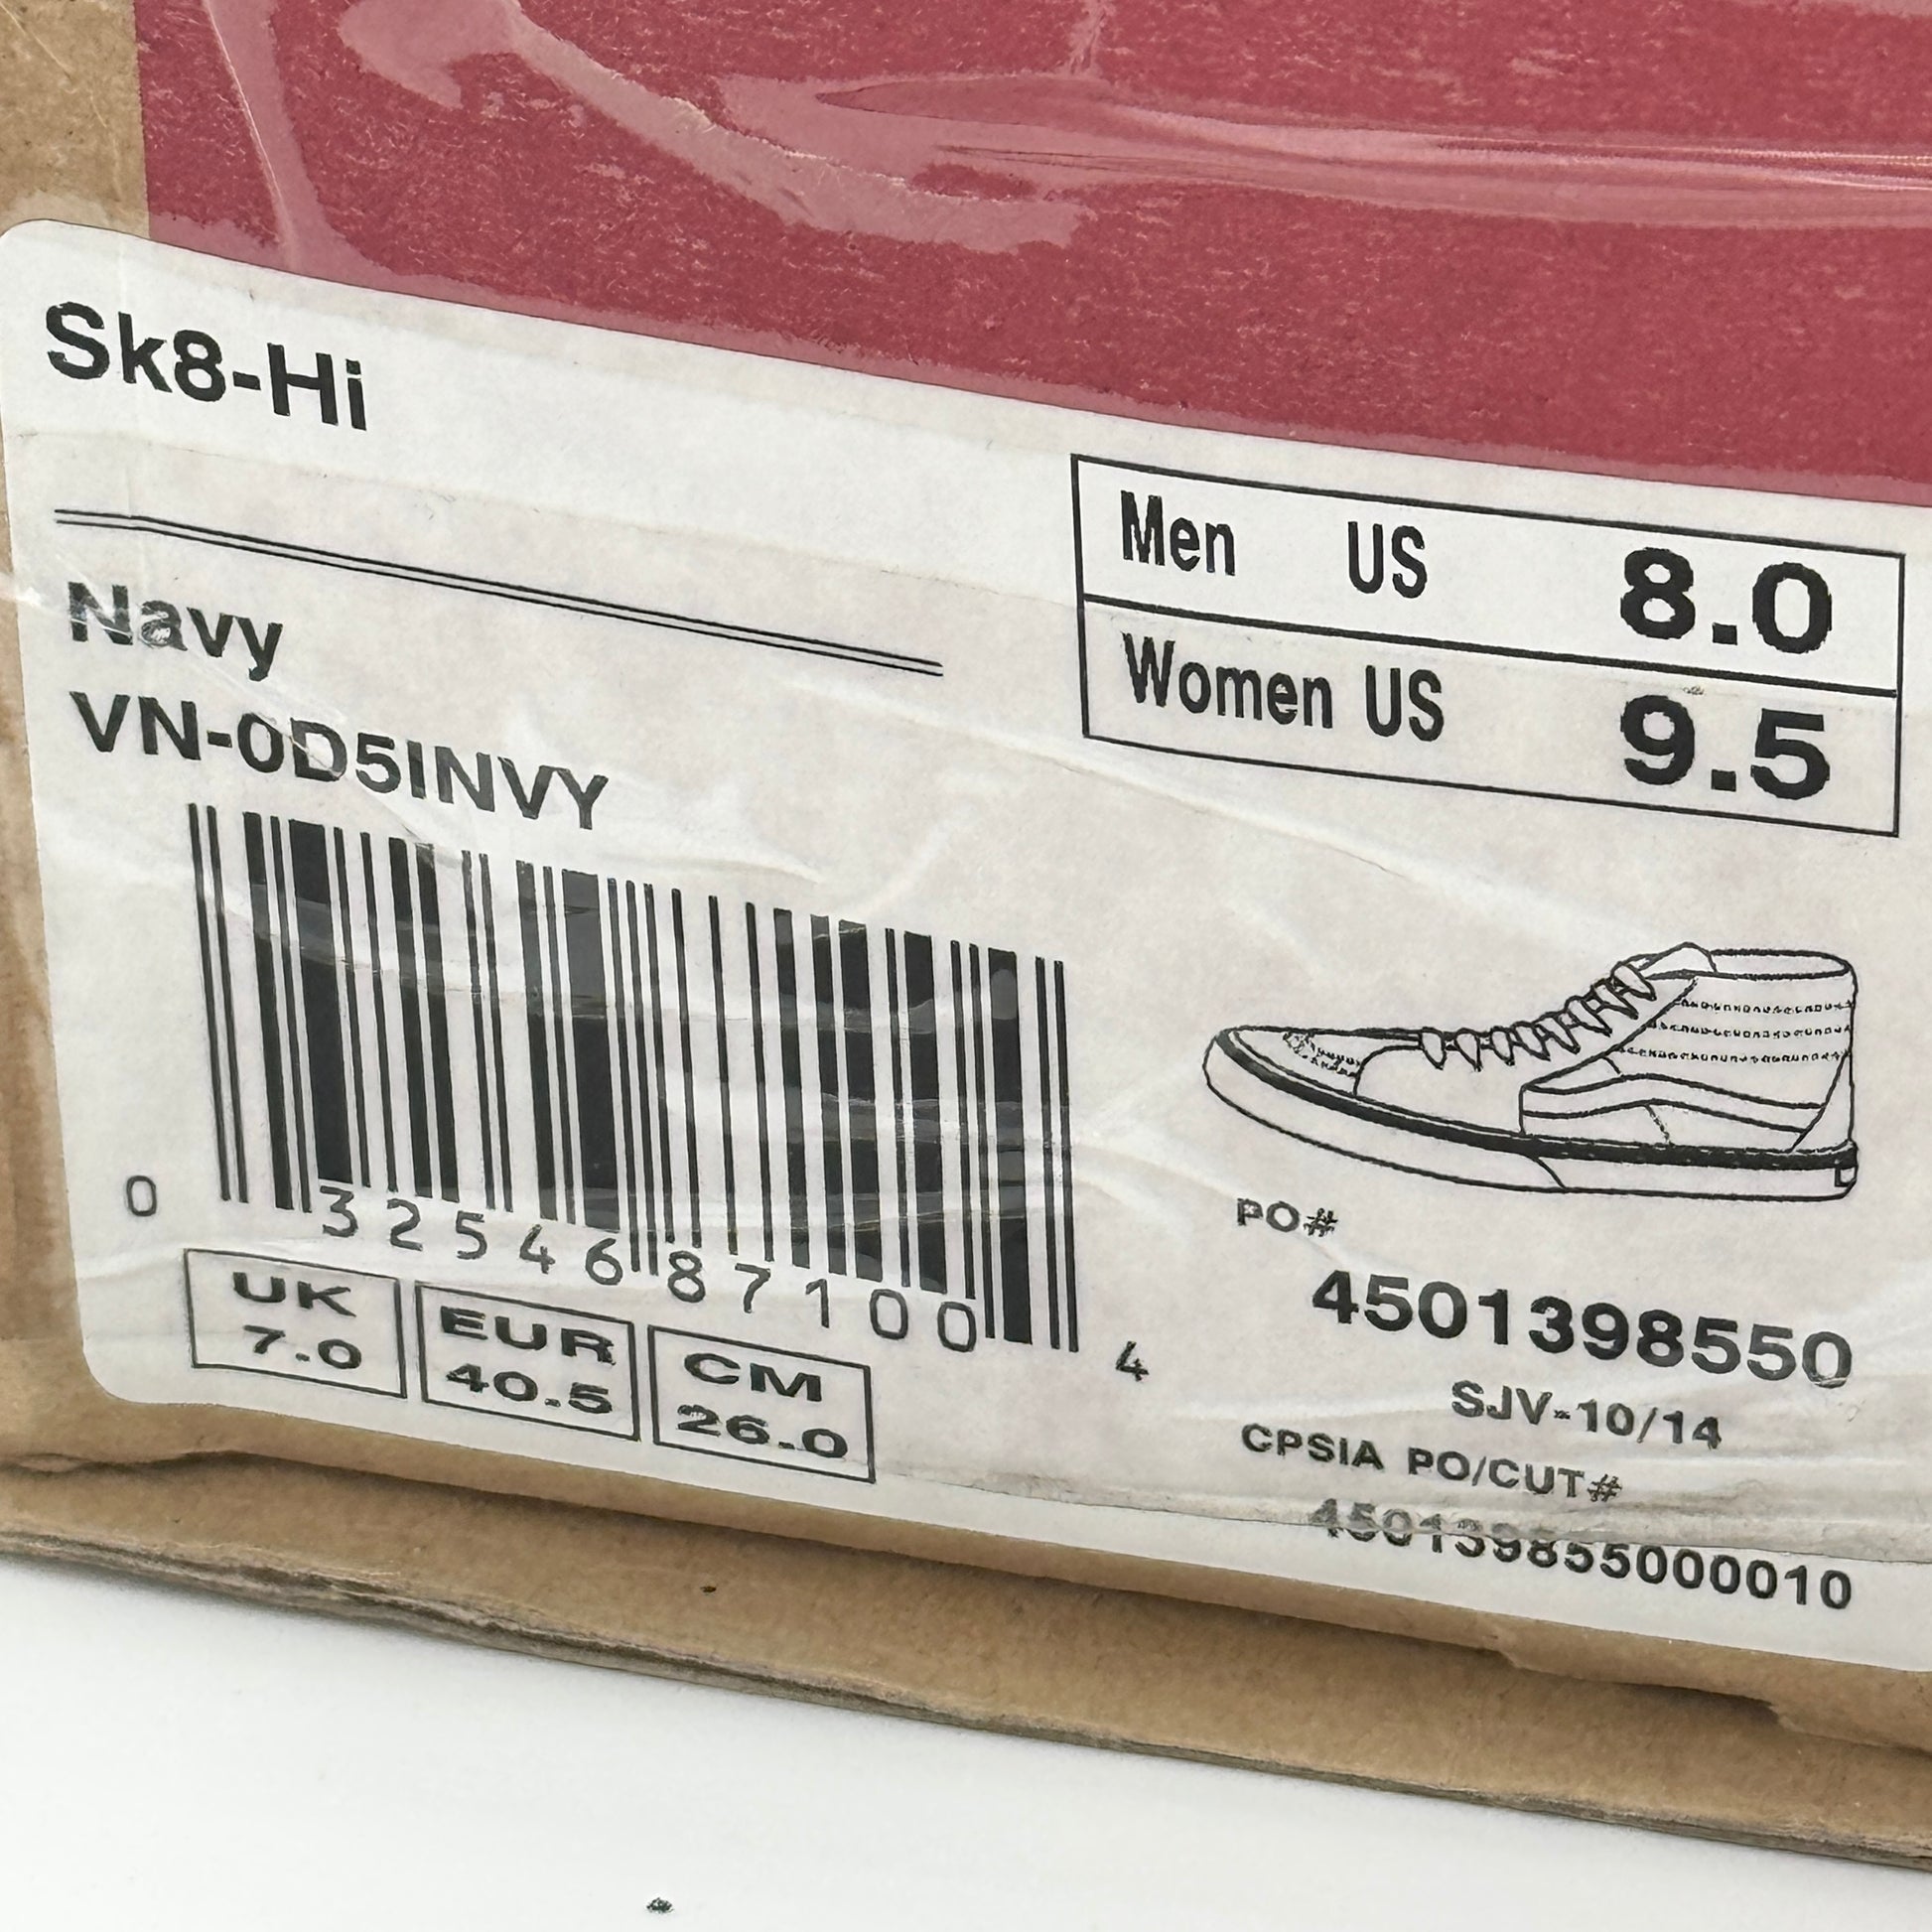 Sk8-Hi
Men US 8.0
Women US 9.5
Navy
VN-0D5INVY
0 32546 87100 4
UK
7.0
EUR
40.5
CM
26.0
PO#
4501398550
SJV-10/14
CPSIA PO/CUT#
450139855000010